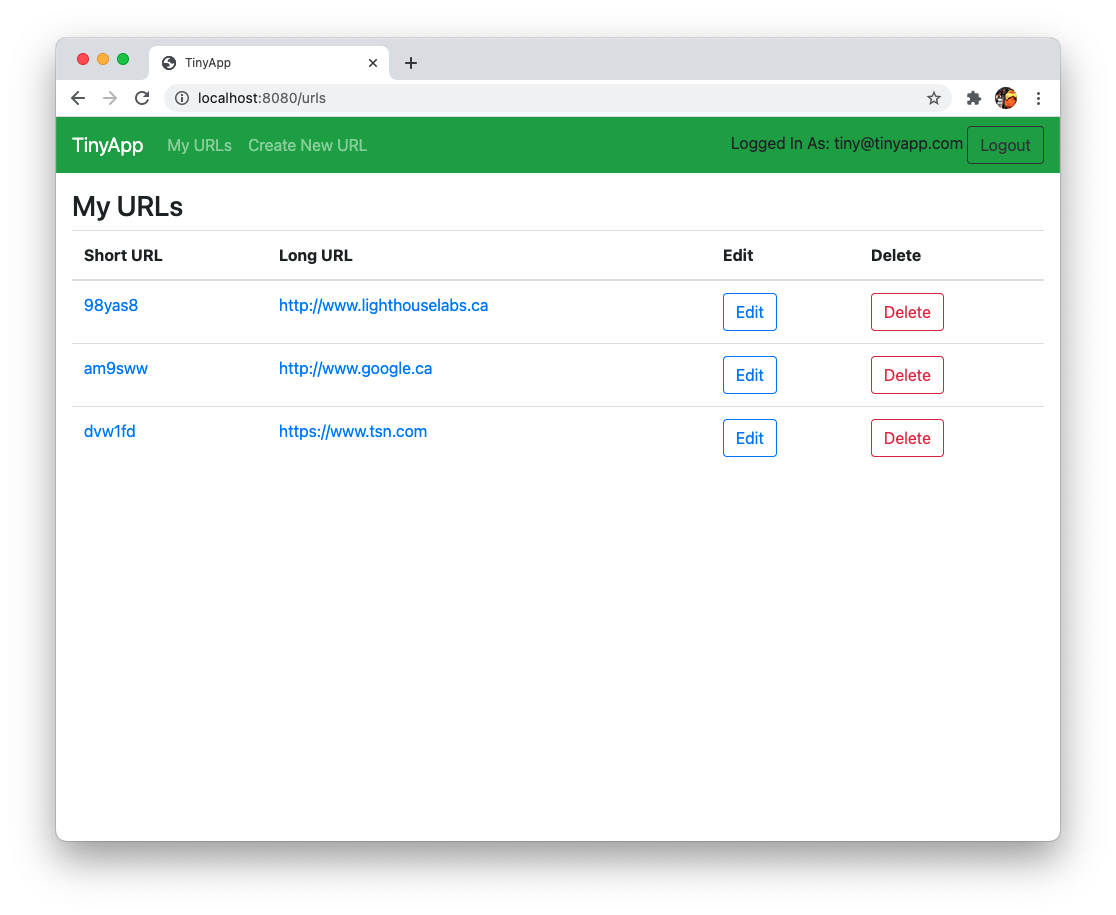 TinyApp
localhost:8080/urls
TinyApp My URLs Create New URL Logged In As: tiny@tinyapp.com Logout
My URLs
Short URL Long URL Edit Delete
98yas8 http://www.lighthouselabs.ca Edit Delete
am9sww http://www.google.ca Edit Delete
dvw1fd https://www.tsn.com Edit Delete